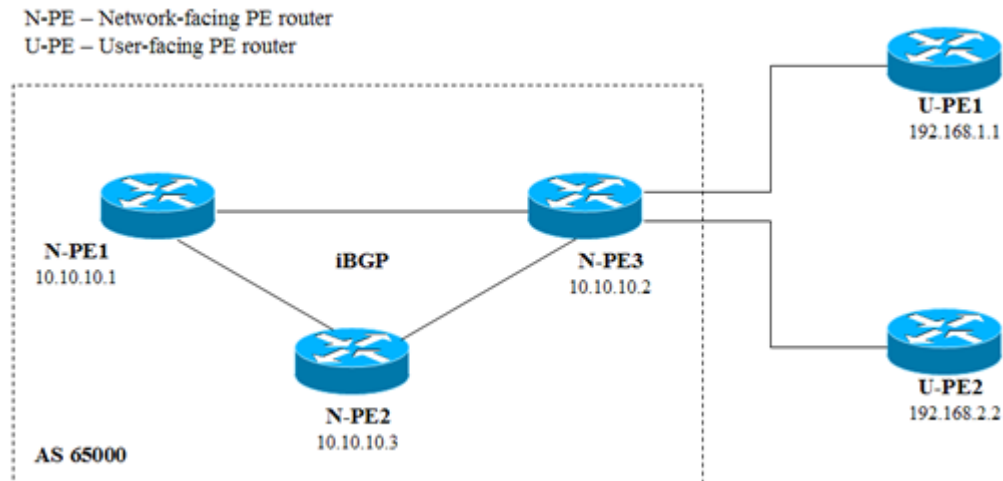 N-PE – Network-facing PE router
U-PE – User-facing PE router
U-PE1
192.168.1.1
N-PE1
10.10.10.1
iBGP
N-PE3
10.10.10.2
N-PE2
10.10.10.3
U-PE2
192.168.2.2
AS 65000